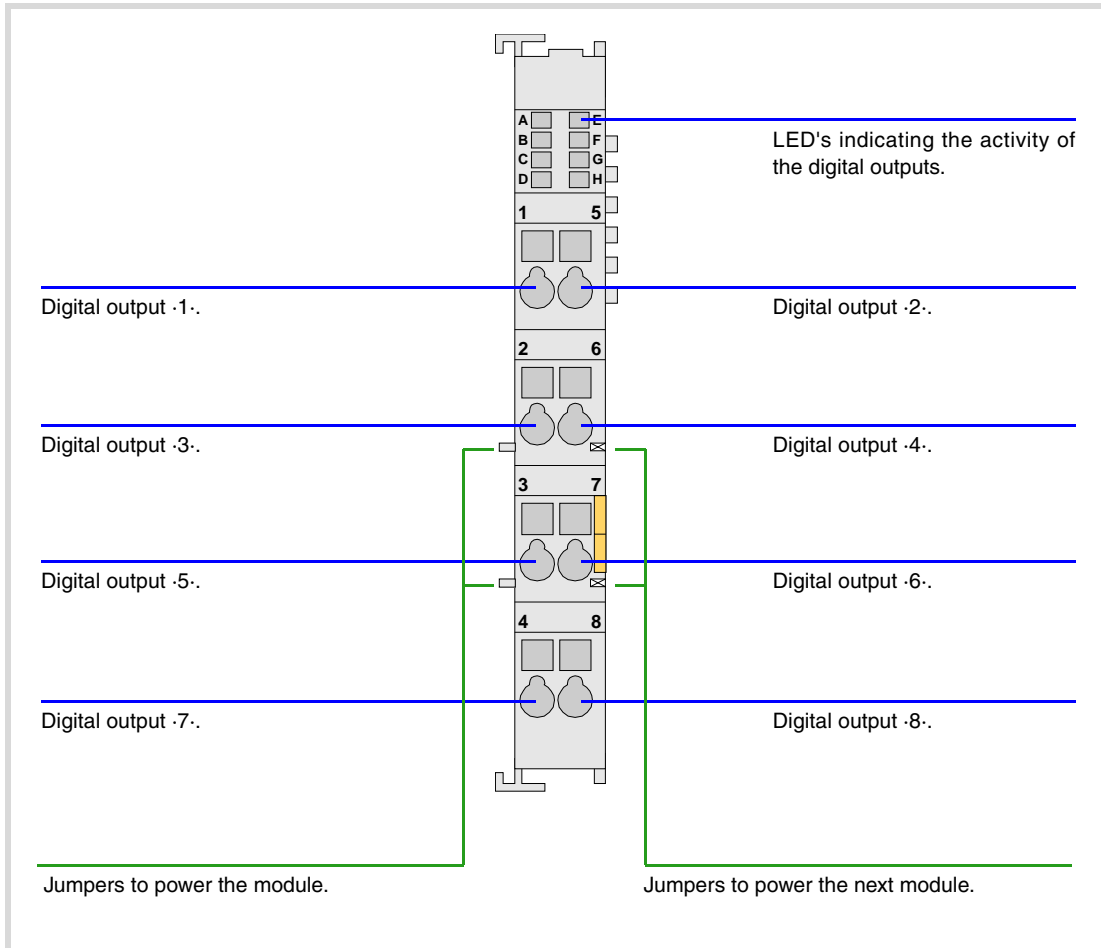 A E
B F
C G
D H
LED's indicating the activity of
the digital outputs.
1 5
Digital output ·1·.
Digital output ·2·.
2 6
Digital output ·3·.
Digital output ·4·.
3 7
Digital output ·5·.
Digital output ·6·.
4 8
Digital output ·7·.
Digital output ·8·.
Jumpers to power the module.
Jumpers to power the next module.